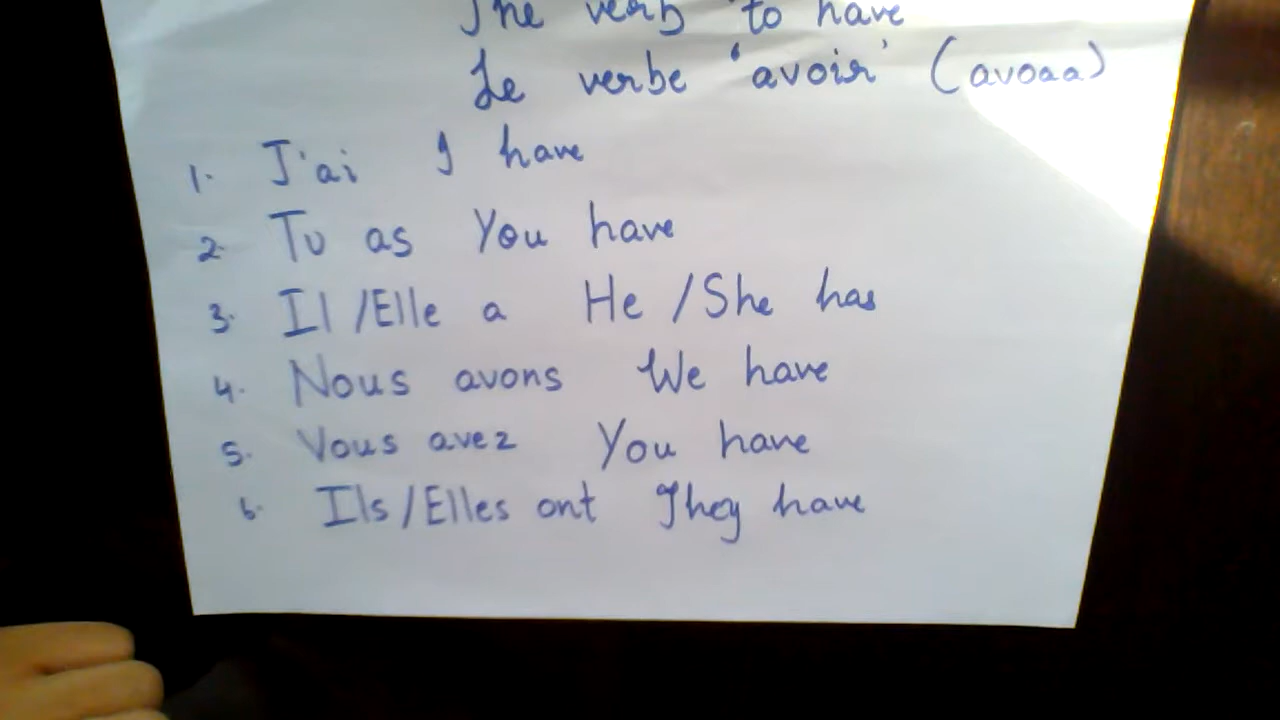 The verb 'to have
Le verbe 'avoir' (avoaa)
1. J'ai I have
2. Tu as You have
3. Il/Elle a He/She has
4. Nous avons We have
5. Vous avez You have
6. Ils/Elles ont They have